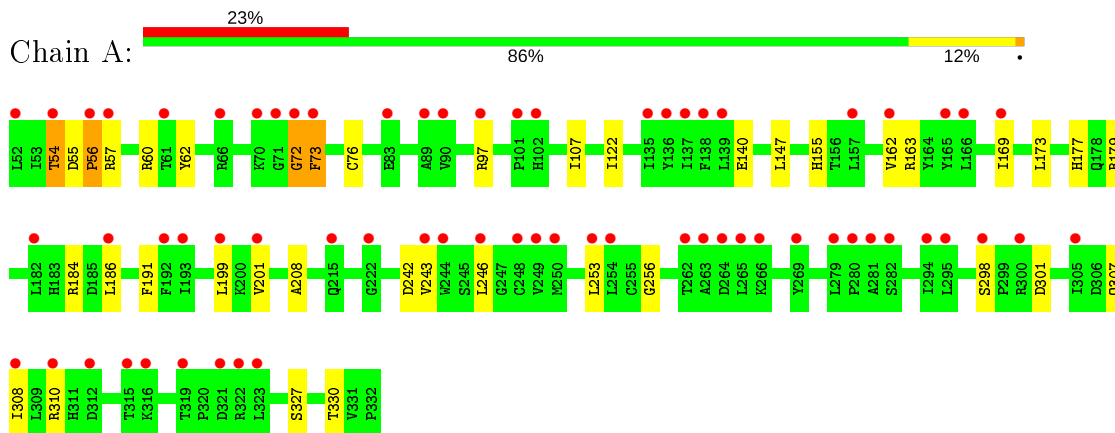 23%
Chain A:
86% 12% •
L52 I53 T54 D55 P56 R57 R60 T61 Y62 R66 K70 G71 G72 F73 C76 E83 A89 V90 R97 P101 H102 I107 I122 I135 Y136 I137 F138 L139 E140 L147 H155 T156 L157 V162 R163 Y164 Y165 L166 I169 L173 H177 Q178
L182 H183 R184 D185 L186 F191 F192 I193 L199 K200 V201 A208 Q215 G222 D242 V243 W244 S245 L246 G247 C248 V249 M250 L253 L254 C255 G256 T262 A263 D264 L265 K266 Y269 L279 P280 A281 S282 I294 L295 S298 P299 R300 D301 I305 D306
I308 L309 R310 H311 D312 T315 K316 T319 P320 D321 R322 L323 S327 T330 V331 P332